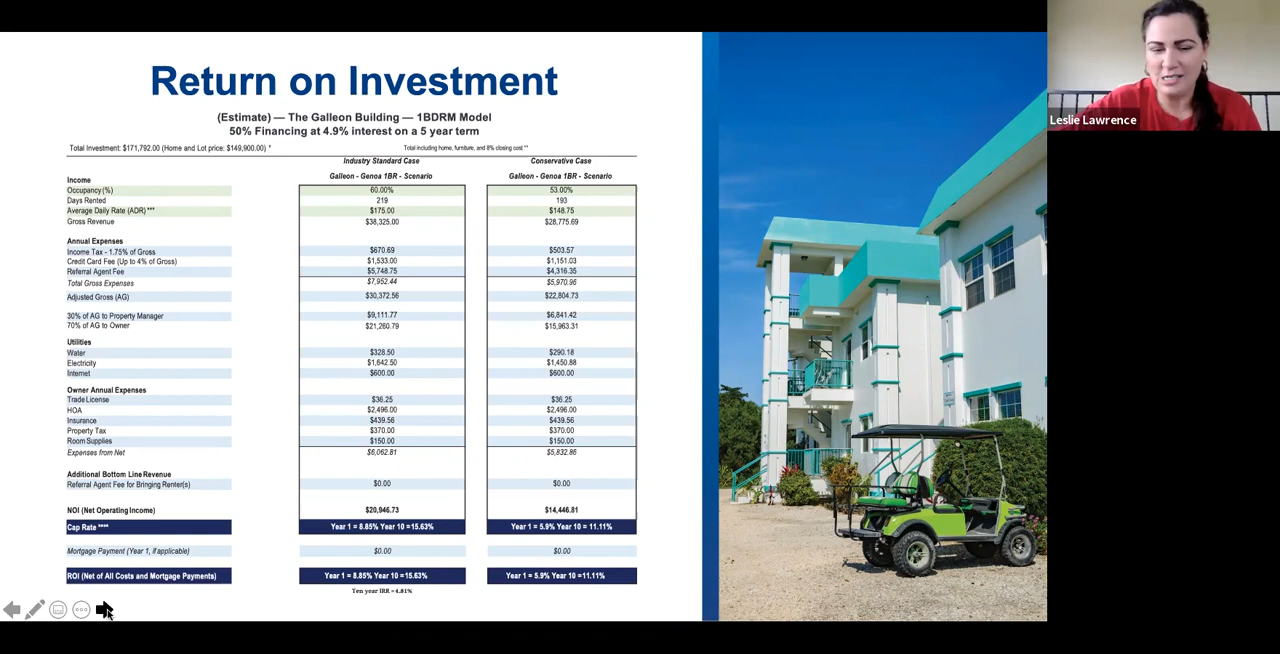 Return on Investment
(Estimate) — The Galleon Building — 1BDRM Model
50% Financing at 4.9% interest on a 5 year term
Total Investment: $171,792.00 (Home and Lot price: $149,900.00) * Total including home, furniture, and 8% closing cost **
Industry Standard Case Conservative Case
Galleon - Genoa 1BR - Scenario Galleon - Genoa 1BR - Scenario
Income
Occupancy (%) 60.00% 53.00%
Days Rented 219 193
Average Daily Rate (ADR) *** $175.00 $148.75
Gross Revenue $38,325.00 $28,775.69
Annual Expenses
Income Tax - 1.75% of Gross $670.69 $503.57
Credit Card Fee (Up to 4% of Gross) $1,533.00 $1,151.03
Referral Agent Fee $5,748.75 $4,316.35
Total Gross Expenses $7,952.44 $5,970.96
Adjusted Gross (AG) $30,372.56 $22,804.73
30% of AG to Property Manager $9,111.77 $6,841.42
70% of AG to Owner $21,260.79 $15,963.31
Utilities
Water $328.50 $290.18
Electricity $1,642.50 $1,450.88
Internet $600.00 $600.00
Owner Annual Expenses
Trade License $36.25 $36.25
HOA $2,496.00 $2,496.00
Insurance $439.56 $439.56
Property Tax $370.00 $370.00
Room Supplies $150.00 $150.00
Expenses from Net $6,062.81 $5,832.86
Additional Bottom Line Revenue
Referral Agent Fee for Bringing Renter(s) $0.00 $0.00
NOI (Net Operating Income) $20,946.73 $14,446.81
Cap Rate **** Year 1 = 8.85% Year 10 =15.63% Year 1 = 5.9% Year 10 = 11.11%
Mortgage Payment (Year 1, if applicable) $0.00 $0.00
ROI (Net of All Costs and Mortgage Payments) Year 1 = 8.85% Year 10 =15.63% Year 1 = 5.9% Year 10 =11.11%
Ten year IRR = 4.81%
Leslie Lawrence